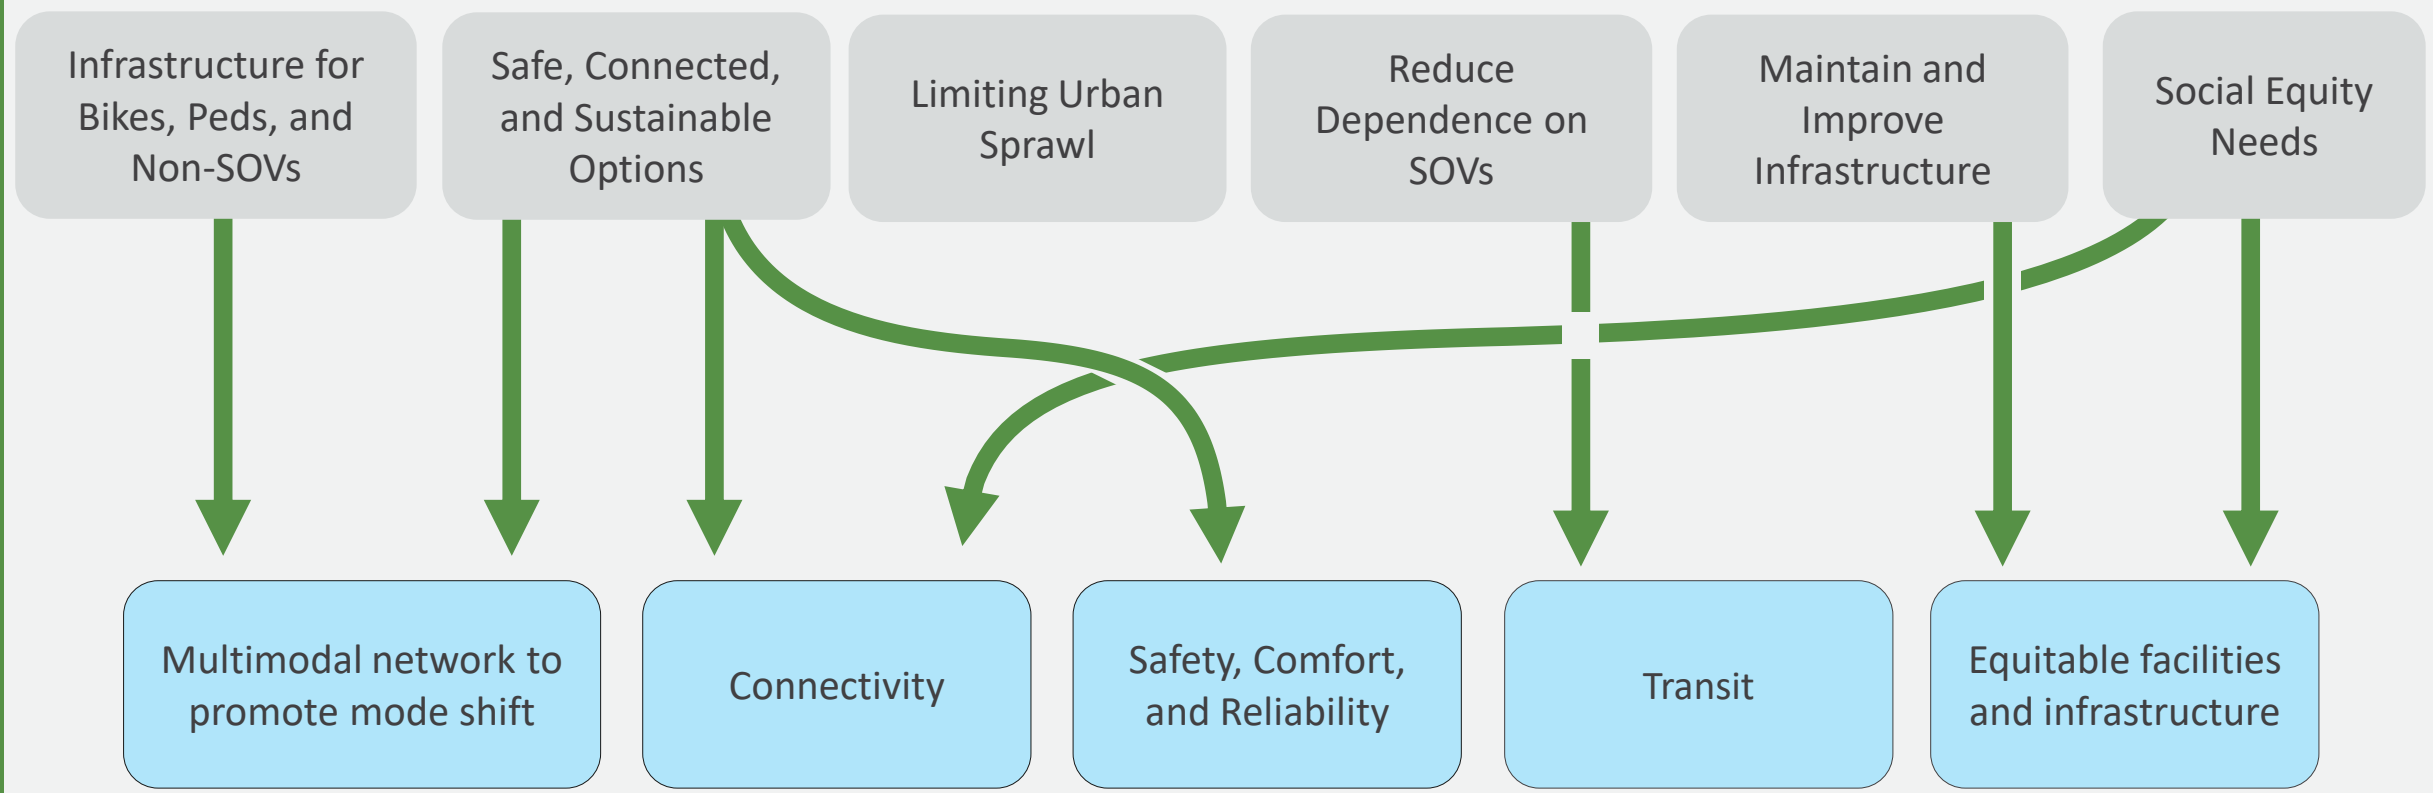 Infrastructure for
Bikes, Peds, and
Non-SOVs
Safe, Connected,
and Sustainable
Options
Limiting Urban
Sprawl
Reduce
Dependence on
SOVs
Maintain and
Improve
Infrastructure
Social Equity
Needs
Multimodal network to
promote mode shift
Connectivity
Safety, Comfort,
and Reliability
Transit
Equitable facilities
and infrastructure